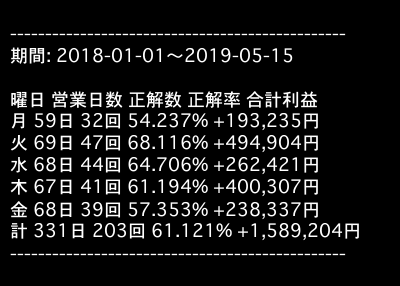 ------------------------------------------------
期間: 2018-01-01〜2019-05-15
曜日 営業日数 正解数 正解率 合計利益
月 59日 32回 54.237% +193,235円
火 69日 47回 68.116% +494,904円
水 68日 44回 64.706% +262,421円
木 67日 41回 61.194% +400,307円
金 68日 39回 57.353% +238,337円
計 331日 203回 61.121% +1,589,204円
------------------------------------------------